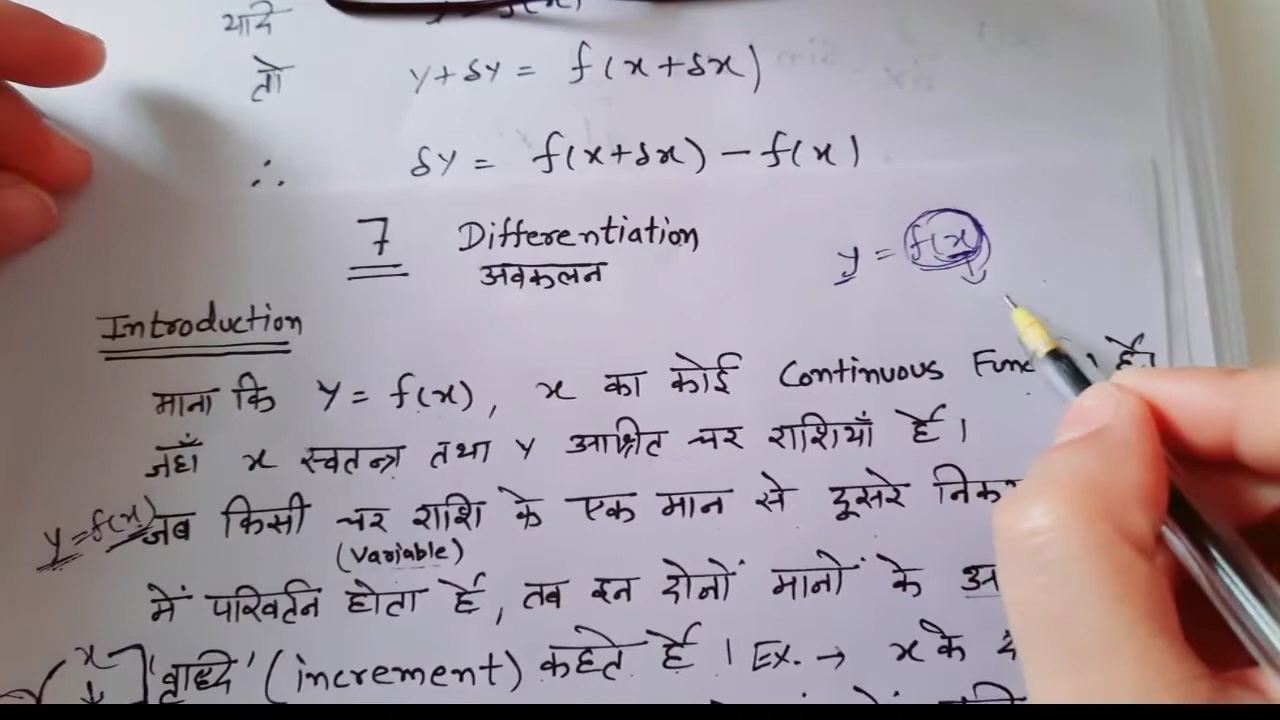 यदि
तो y+δy = f(x+δx)
∴ δy = f(x+δx) – f(x)
7 Differentiation
अवकलन
y = f(x)
Introduction
माना कि y = f(x), x का कोई Continuous है।
जहाँ x स्वतन्त्र तथा y आश्रित चर राशियाँ है।
y=f(x)
जब किसी चर राशि के एक मान से दूसरे
(Variable)
में परिवर्तन होता है, तब इन दोनों मानों के
x
'वृद्धि' (increment) कहते है। Ex. → x के